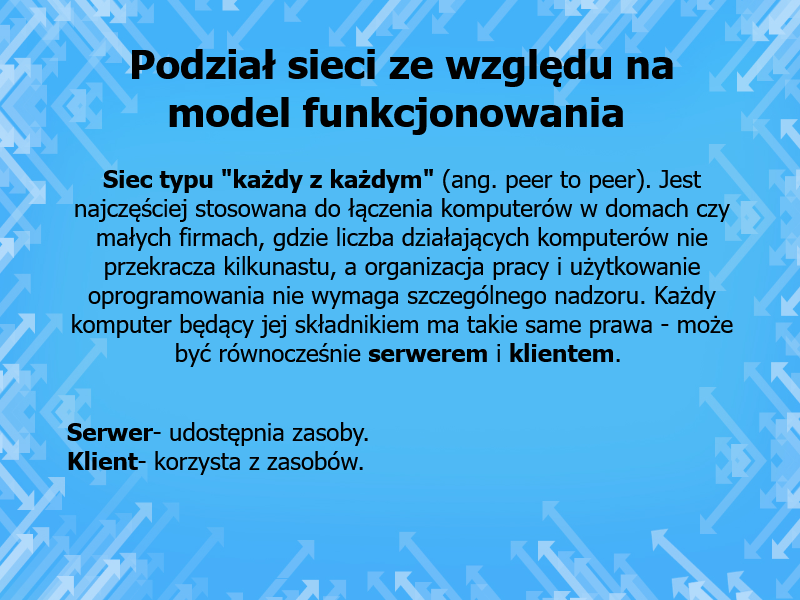 Podział sieci ze względu na
model funkcjonowania
Siec typu "każdy z każdym" (ang. peer to peer). Jest
najczęściej stosowana do łączenia komputerów w domach czy
małych firmach, gdzie liczba działających komputerów nie
przekracza kilkunastu, a organizacja pracy i użytkowanie
oprogramowania nie wymaga szczególnego nadzoru. Każdy
komputer będący jej składnikiem ma takie same prawa - może
być równocześnie serwerem i klientem.
Serwer- udostępnia zasoby.
Klient- korzysta z zasobów.